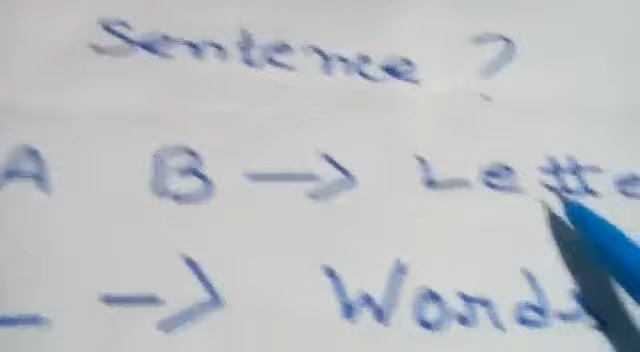 Sentence ?
A B → Lette
_ → Words